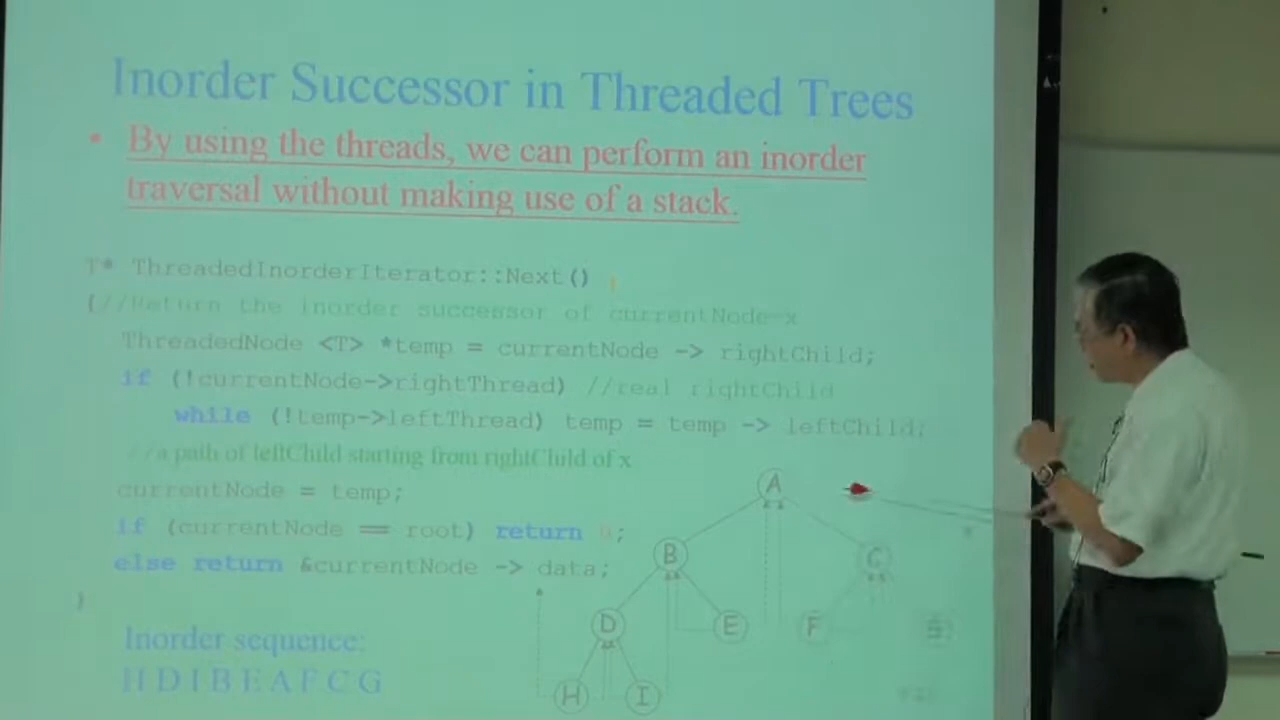 Inorder Successor in Threaded Trees
• By using the threads, we can perform an inorder
traversal without making use of a stack.
T* ThreadedInorderIterator::Next()
{//Return the inorder successor of currentNode-x
ThreadedNode <T> *temp = currentNode -> rightChild;
if (!currentNode->rightThread) //real rightChild
while (!temp->leftThread) temp = temp -> leftChild;
//a path of leftChild starting from rightChild of x
currentNode = temp;
if (currentNode == root) return 0;
else return &currentNode -> data;
}
Inorder sequence:
H D I B E A F C G
A
B
C
D
E
F
H
I